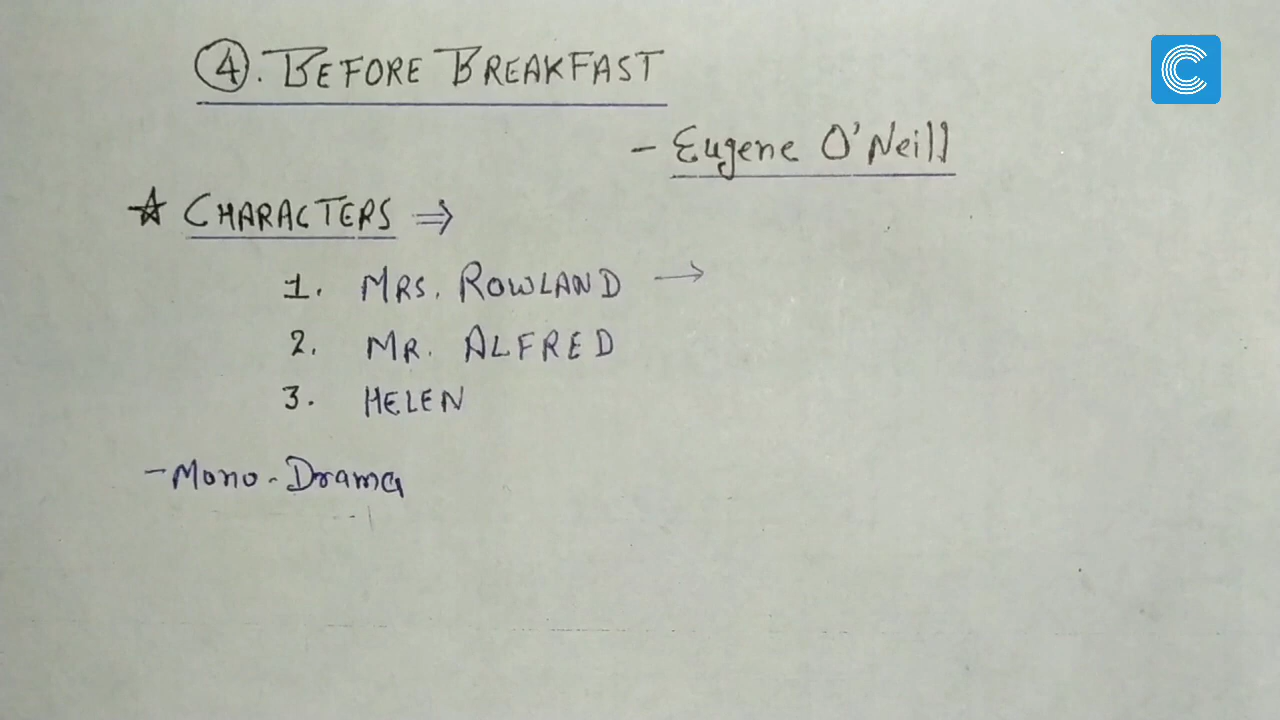 ④. BEFORE BREAKFAST
- Eugene O'Neill
☆ CHARACTERS ⇒
1. MRS. ROWLAND →
2. MR. ALFRED
3. HELEN
- Mono-Drama